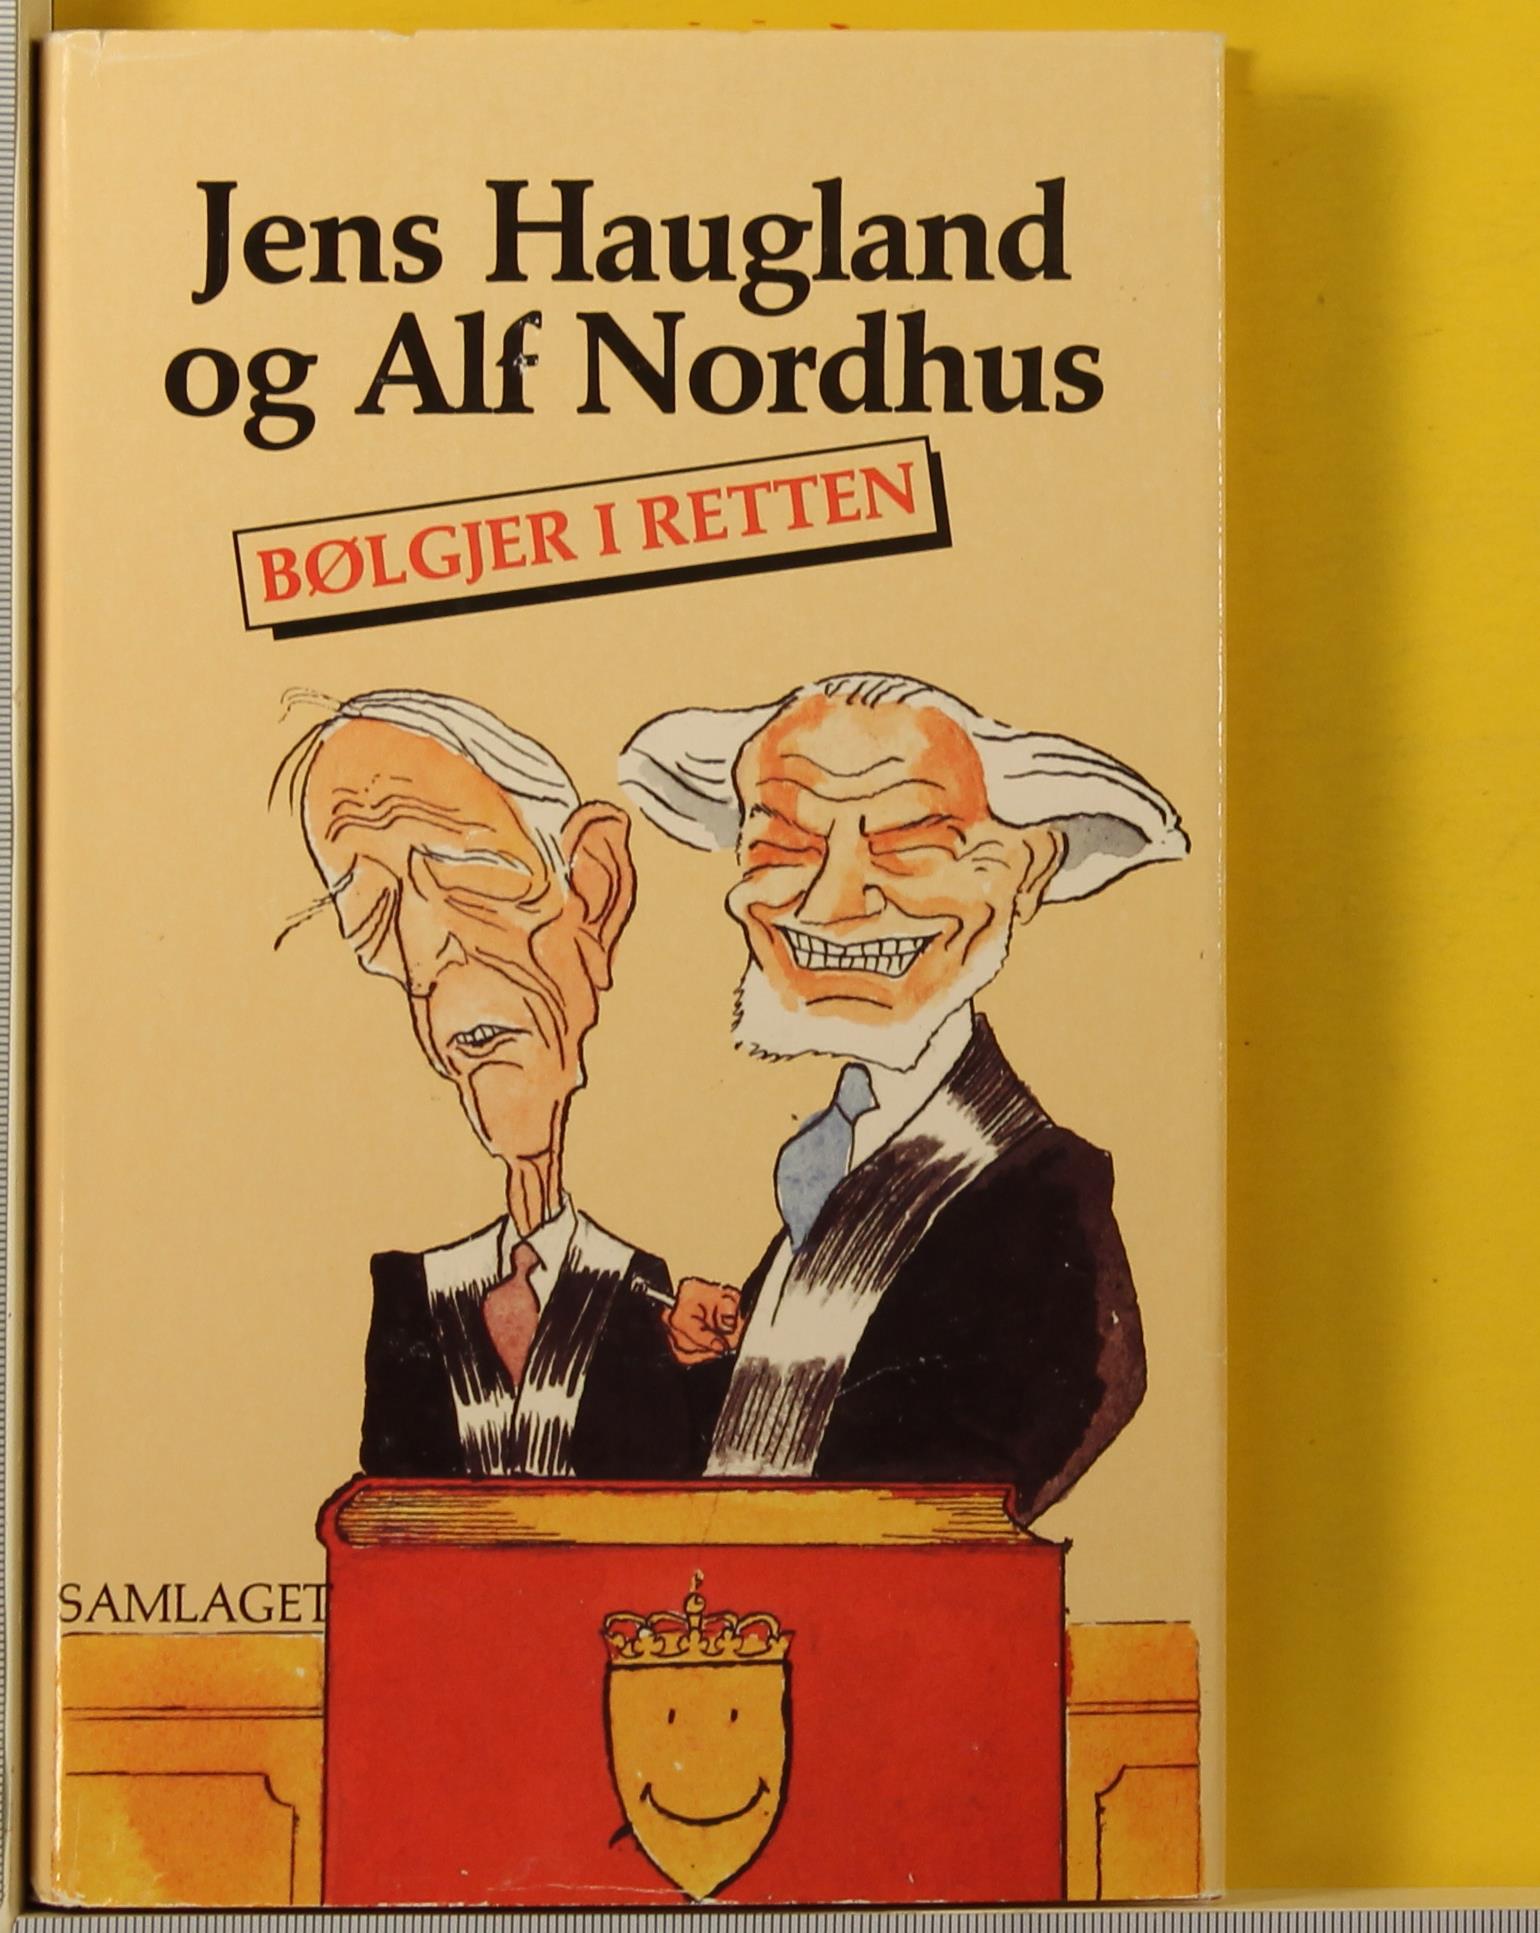 Jens Haugland
og Alf Nordhus
BØLGJER I RETTEN
SAMLAGET